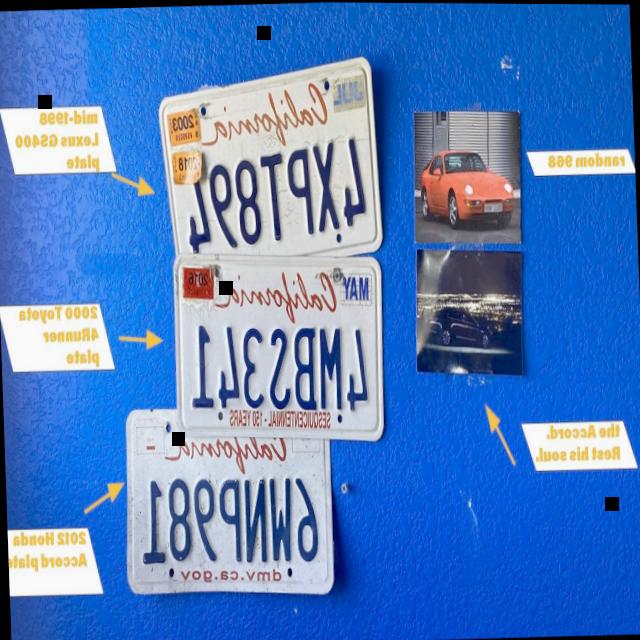 mid-1998
Lexus GS400
plate
JUL
California
2003
2018
4XPT894
random 968
2000 Toyota
4Runner
plate
MAY
California
2016
4MBS341
SESQUICENTENNIAL - 150 YEARS
the Accord.
Rest his soul.
2012 Honda
Accord plate
California
6WNP981
dmv.ca.gov